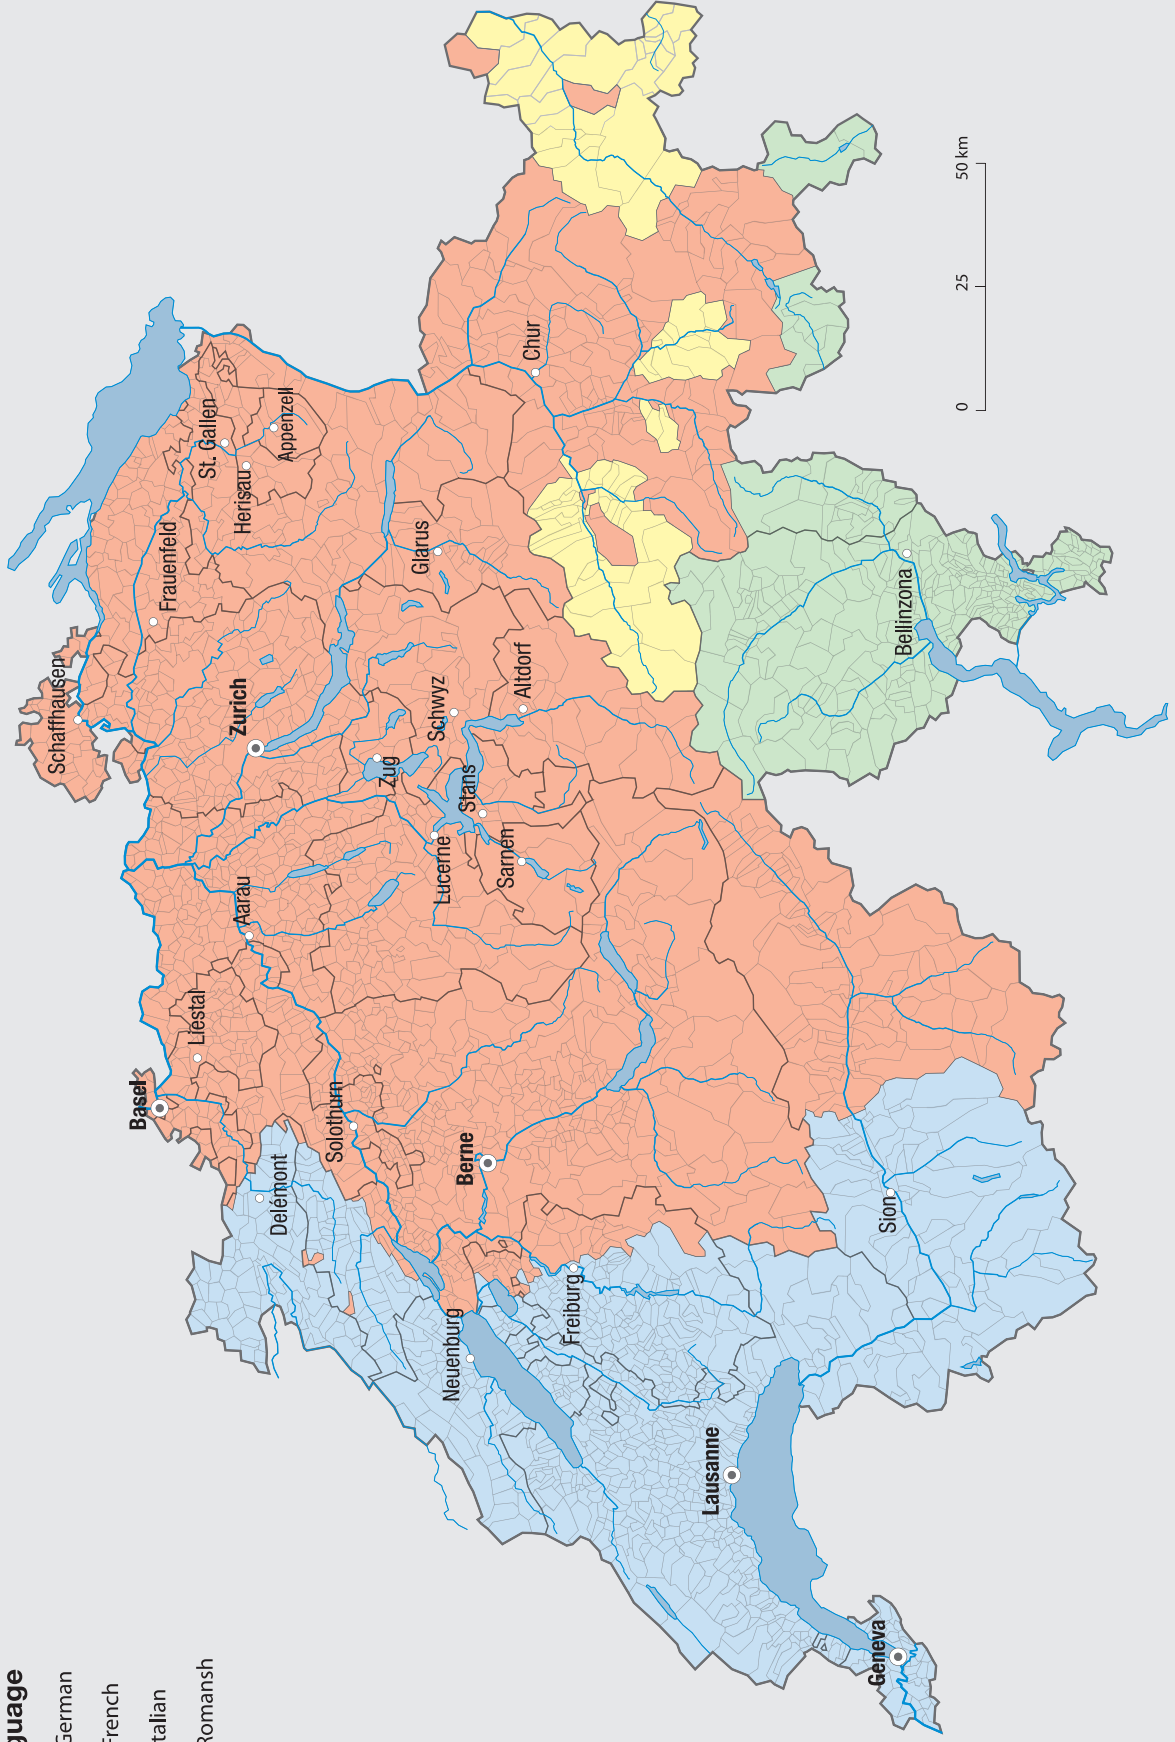 guage
German
French
Italian
Romansh
Schaffhausen
Frauenfeld
St. Gallen
Herisau
Appenzell
Basel
Liestal
Aarau
Zurich
Delémont
Solothurn
Zug
Glarus
Lucerne
Schwyz
Stans
Sarnen
Altdorf
Chur
Neuenburg
Berne
Freiburg
Lausanne
Sion
Bellinzona
Geneva
0
25
50 km